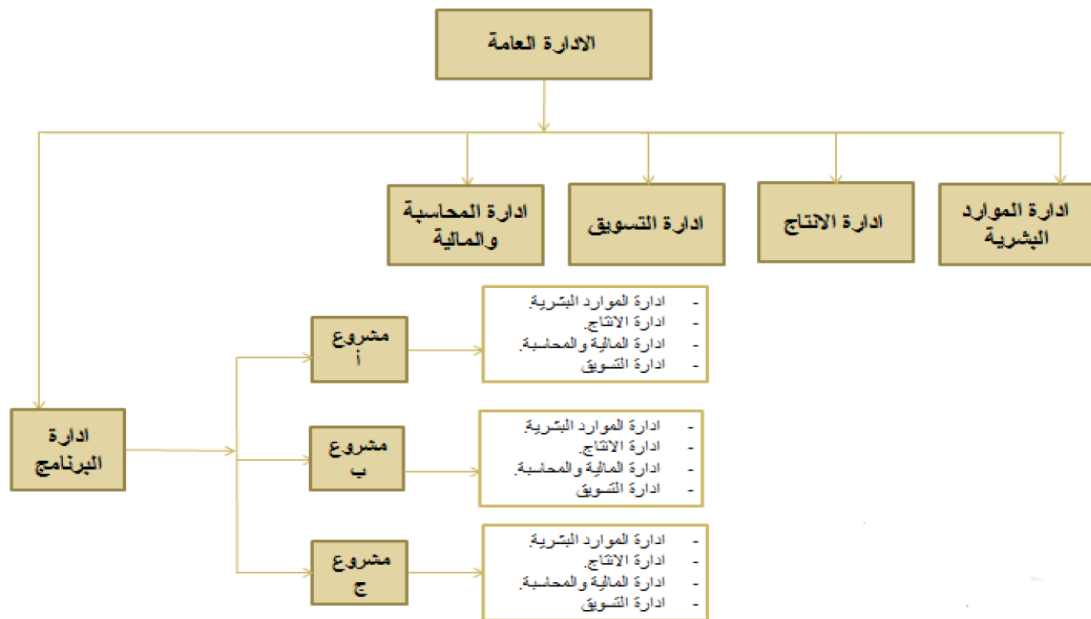 الادارة العامة
ادارة الموارد
البشرية
ادارة الانتاج
ادارة التسويق
ادارة المحاسبة
والمالية
ادارة
البرنامج
مشروع
أ
- ادارة الموارد البشرية.
- ادارة الانتاج.
- ادارة المالية والمحاسبة.
- ادارة التسويق
مشروع
ب
- ادارة الموارد البشرية.
- ادارة الانتاج.
- ادارة المالية والمحاسبة.
- ادارة التسويق
مشروع
ج
- ادارة الموارد البشرية.
- ادارة الانتاج.
- ادارة المالية والمحاسبة.
- ادارة التسويق